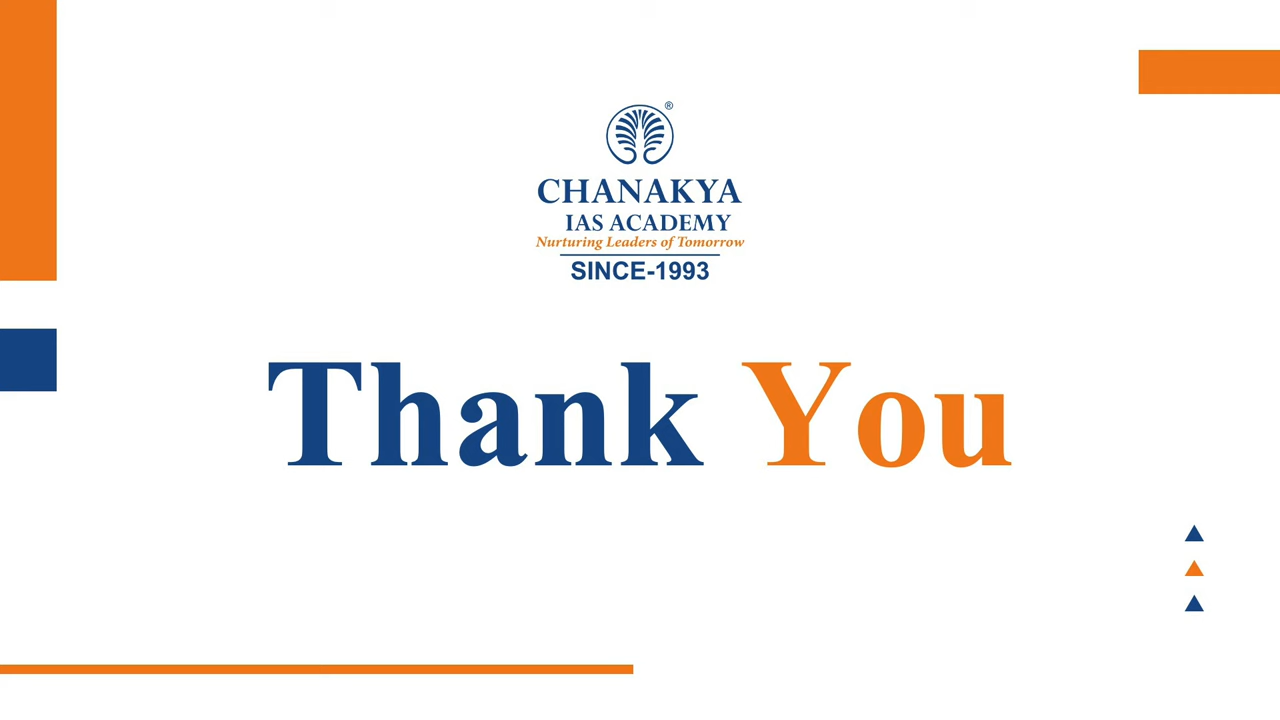 ®
CHANAKYA
IAS ACADEMY
Nurturing Leaders of Tomorrow
SINCE-1993
Thank You